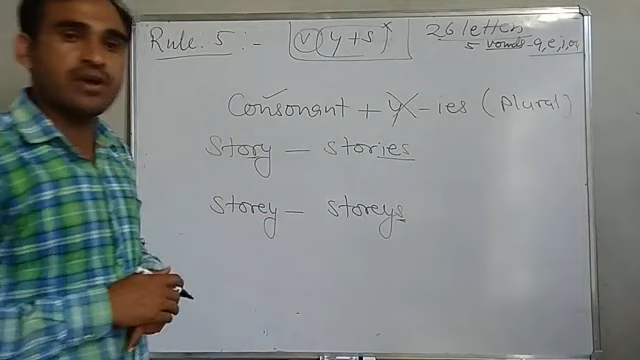 Rule. 5 :- V y+s x 26 letters
5 vowels - a, e, i, o,
Consonant + y - ies (plural)
Story - stories
Storey - storeys